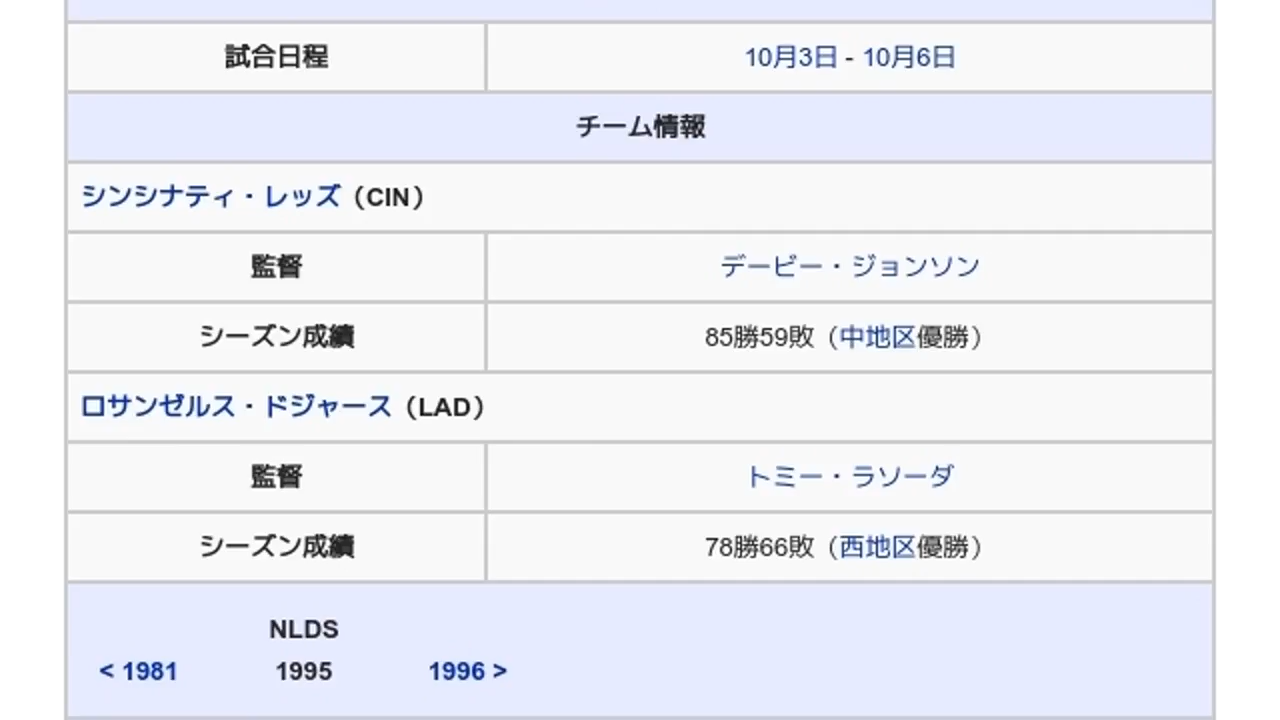 試合日程 10月3日 - 10月6日
チーム情報
シンシナティ・レッズ（CIN）
監督 デービー・ジョンソン
シーズン成績 85勝59敗（中地区優勝）
ロサンゼルス・ドジャース（LAD）
監督 トミー・ラソーダ
シーズン成績 78勝66敗（西地区優勝）
NLDS
< 1981 1995 1996 >